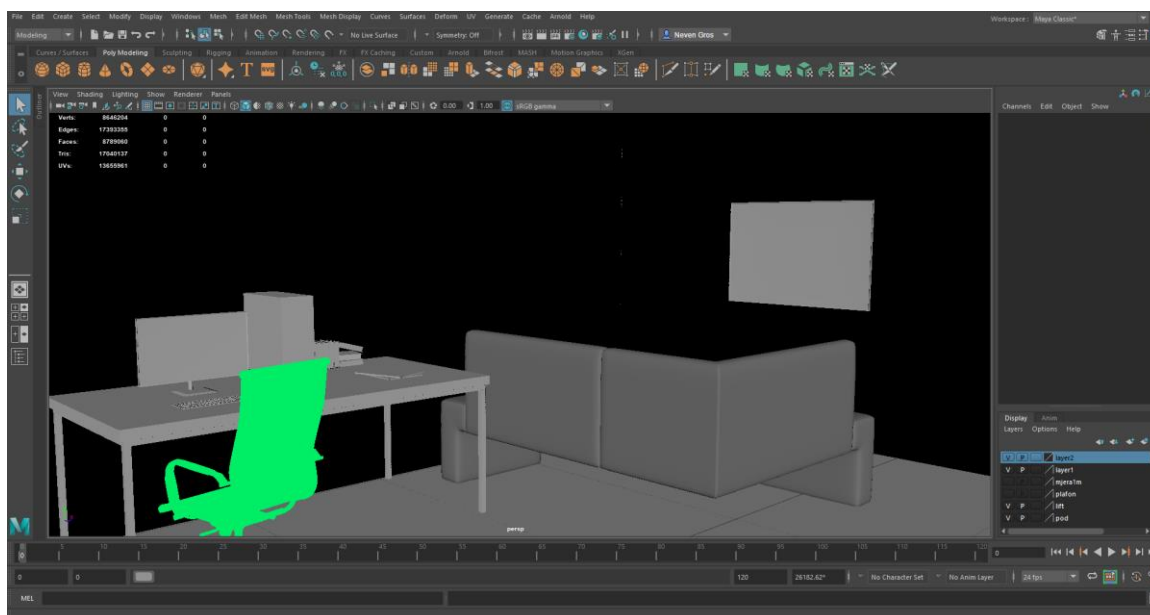 File Edit Create Select Modify Display Windows Mesh Edit Mesh Mesh Tools Mesh Display Curves Surfaces Deform UV Generate Cache Arnold Help
Workspace : Maya Classic*
Modeling No Live Surface Symmetry: Off Neven Gros
Curves / Surfaces Poly Modeling Sculpting Rigging Animation Rendering FX FX Caching Custom Arnold Bifrost MASH Motion Graphics XGen
View Shading Lighting Show Renderer Panels
Channels Edit Object Show
Outliner
0.00 1.00 sRGB gamma
Verts: 8646204 0 0
Edges: 17393355 0 0
Faces: 8789060 0 0
Tris: 17040137 0 0
UVs: 13659961 0 0
persp
Display Anim
Layers Options Help
V P layer2
V P layer1
mjera1m
plafon
V P lift
V P pod
5 10 15 20 25 30 35 40 45 50 55 60 65 70 75 80 85 90 95 100 105 110 115 120
0 0
0 0 120 26182.62* No Character Set No Anim Layer 24 fps
MEL